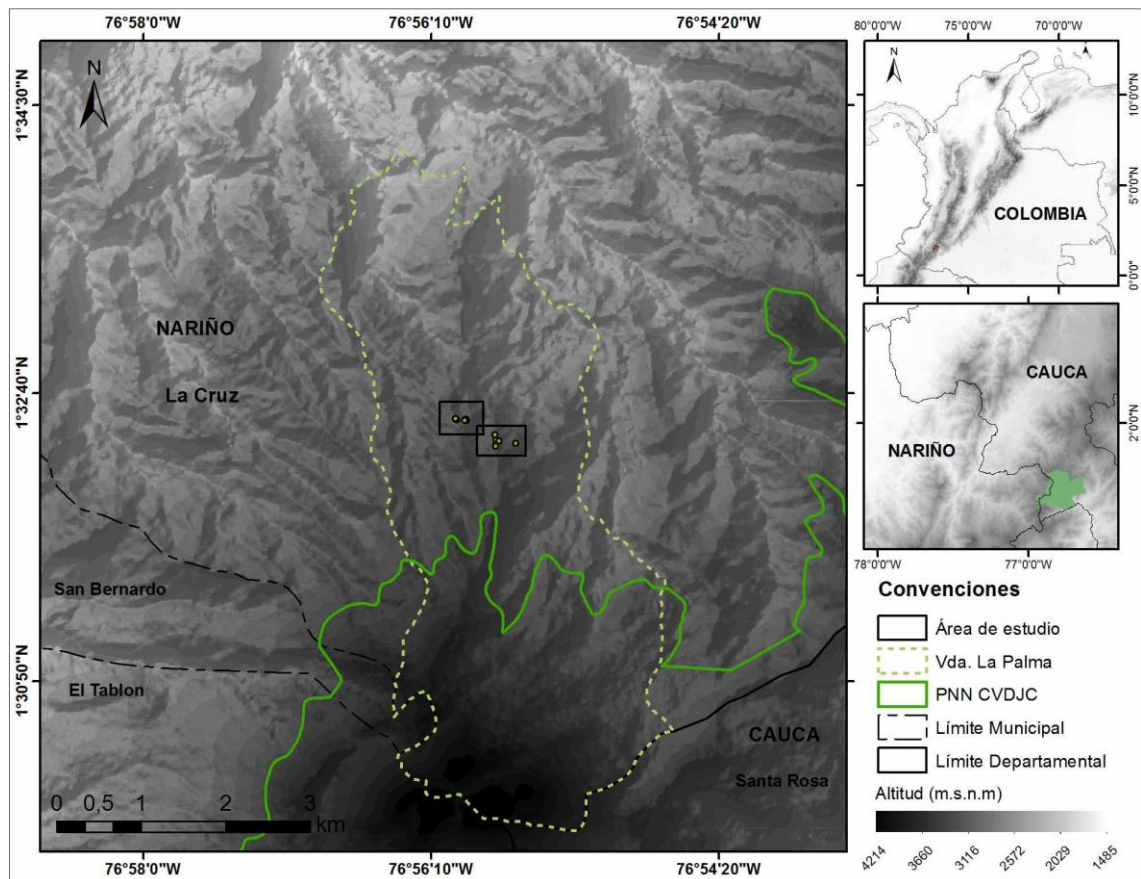 76°58'0"W 76°56'10"W 76°54'20"W
1°34'30"N
1°32'40"N
1°30'50"N
N
NARIÑO
La Cruz
San Bernardo
El Tablon
CAUCA
Santa Rosa
0 0,5 1 2 3
km
76°58'0"W 76°56'10"W 76°54'20"W
80°0'0"W 75°0'0"W 70°0'0"W
N
COLOMBIA
10°0'0"N
5°0'0"N
0°0'0"
CAUCA
NARIÑO
2°0'0"N
78°0'0"W 77°0'0"W
Convenciones
Área de estudio
Vda. La Palma
PNN CVDJC
Límite Municipal
Límite Departamental
Altitud (m.s.n.m)
4214 3660 3116 2572 2029 1485